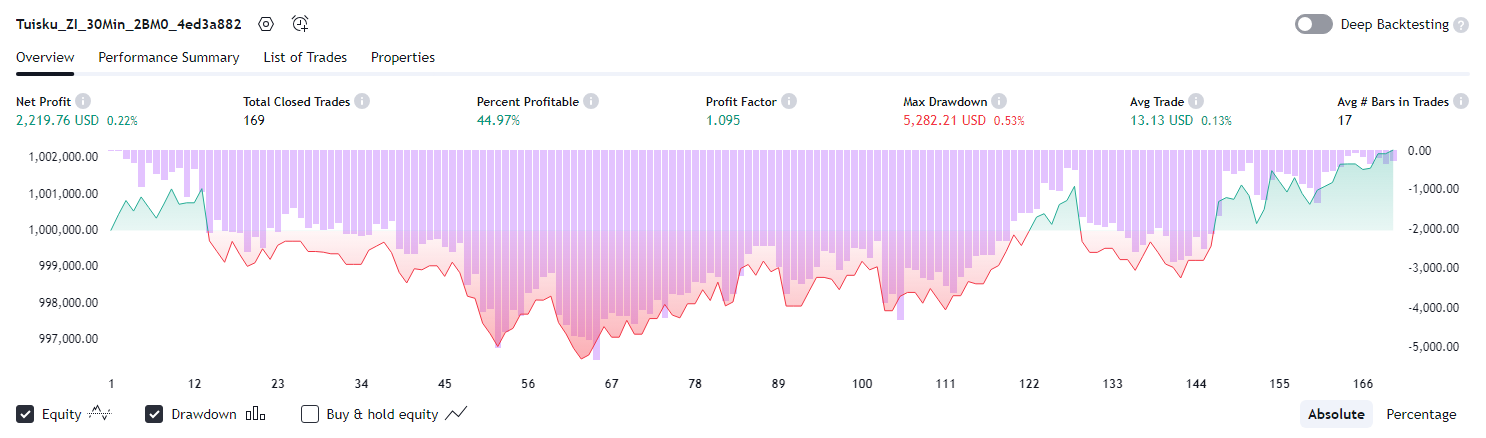 Tuisku_ZI_30Min_2BM0_4ed3a882
Deep Backtesting ?
Overview Performance Summary List of Trades Properties
Net Profit Total Closed Trades Percent Profitable Profit Factor Max Drawdown Avg Trade Avg # Bars in Trades
2,219.76 USD 0.22% 169 44.97% 1.095 5,282.21 USD 0.53% 13.13 USD 0.13% 17
1,002,000.00 0.00
1,001,000.00 -1,000.00
1,000,000.00 -2,000.00
999,000.00 -3,000.00
998,000.00 -4,000.00
997,000.00 -5,000.00
1 12 23 34 45 56 67 78 89 100 111 122 133 144 155 166
Equity Drawdown Buy & hold equity Absolute Percentage